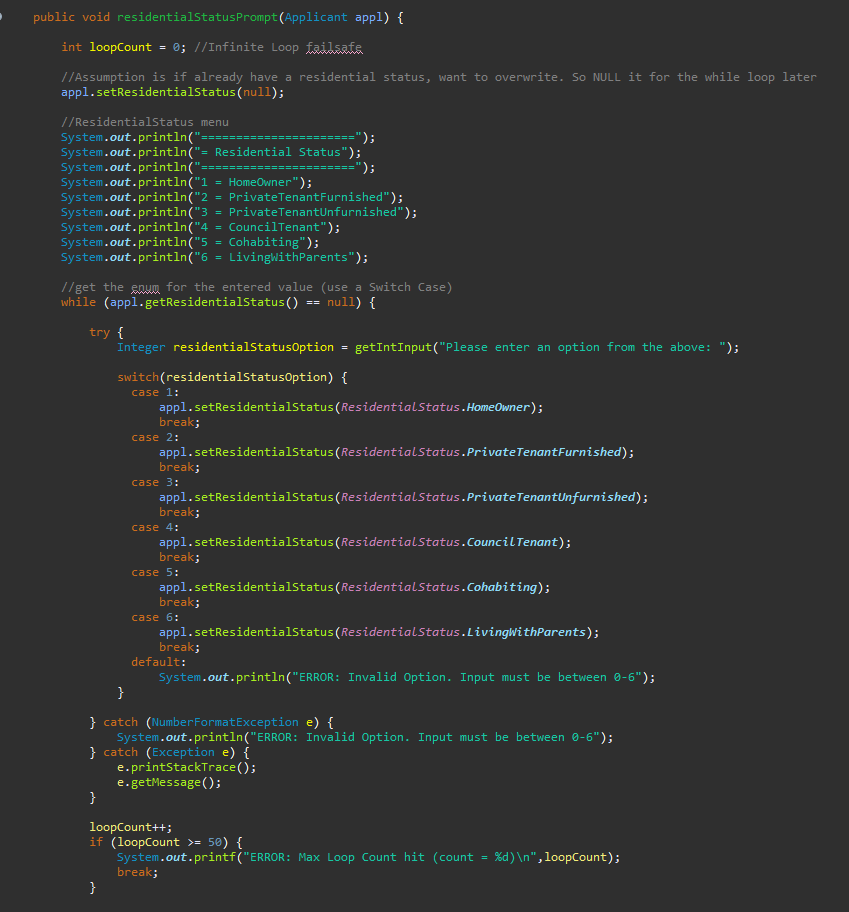 public void residentialStatusPrompt(Applicant appl) {
int loopCount = 0; //Infinite Loop failsafe
//Assumption is if already have a residential status, want to overwrite. So NULL it for the while loop later
appl.setResidentialStatus(null);
//ResidentialStatus menu
System.out.println("======================");
System.out.println("= Residential Status");
System.out.println("======================");
System.out.println("1 = HomeOwner");
System.out.println("2 = PrivateTenantFurnished");
System.out.println("3 = PrivateTenantUnfurnished");
System.out.println("4 = CouncilTenant");
System.out.println("5 = Cohabiting");
System.out.println("6 = LivingWithParents");
//get the enum for the entered value (use a Switch Case)
while (appl.getResidentialStatus() == null) {
try {
Integer residentialStatusOption = getIntInput("Please enter an option from the above: ");
switch(residentialStatusOption) {
case 1:
appl.setResidentialStatus(ResidentialStatus.HomeOwner);
break;
case 2:
appl.setResidentialStatus(ResidentialStatus.PrivateTenantFurnished);
break;
case 3:
appl.setResidentialStatus(ResidentialStatus.PrivateTenantUnfurnished);
break;
case 4:
appl.setResidentialStatus(ResidentialStatus.CouncilTenant);
break;
case 5:
appl.setResidentialStatus(ResidentialStatus.Cohabiting);
break;
case 6:
appl.setResidentialStatus(ResidentialStatus.LivingWithParents);
break;
default:
System.out.println("ERROR: Invalid Option. Input must be between 0-6");
}
} catch (NumberFormatException e) {
System.out.println("ERROR: Invalid Option. Input must be between 0-6");
} catch (Exception e) {
e.printStackTrace();
e.getMessage();
}
loopCount++;
if (loopCount >= 50) {
System.out.printf("ERROR: Max Loop Count hit (count = %d)\n",loopCount);
break;
}